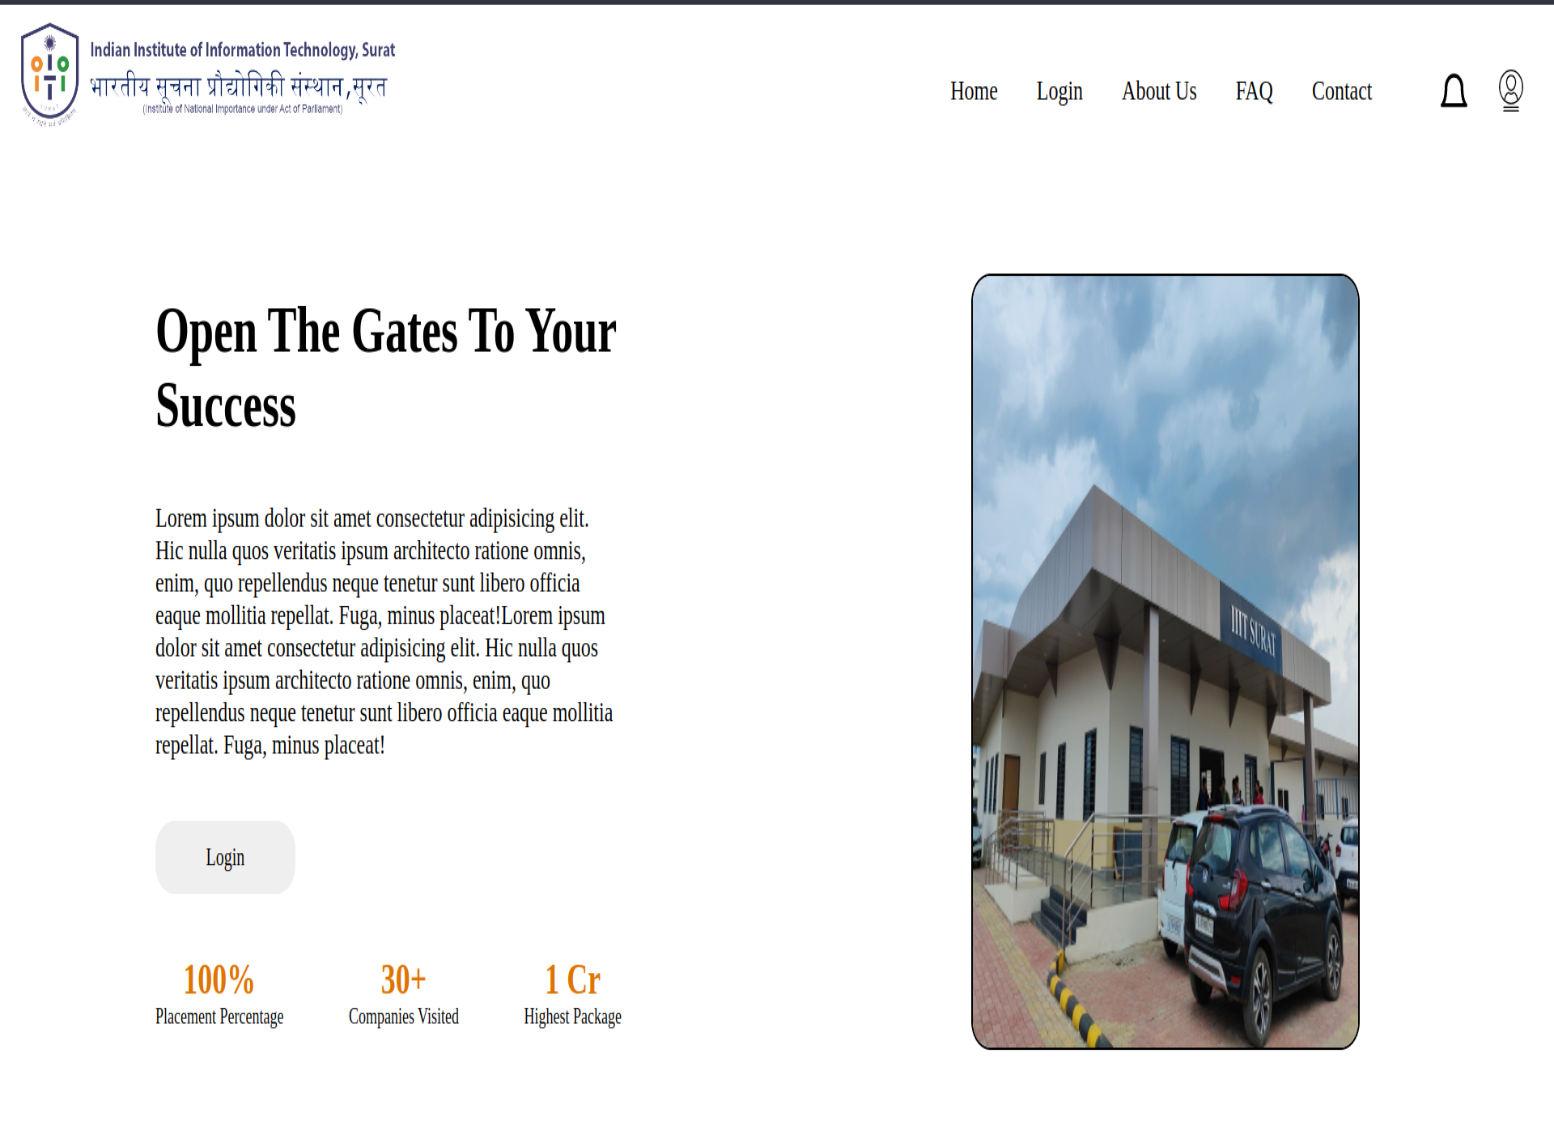 Indian Institute of Information Technology, Surat
भारतीय सूचना प्रौद्योगिकी संस्थान,सूरत
(Institute of National Importance under Act of Parliament)
Home
Login
About Us
FAQ
Contact
Open The Gates To Your
Success
Lorem ipsum dolor sit amet consectetur adipisicing elit.
Hic nulla quos veritatis ipsum architecto ratione omnis,
enim, quo repellendus neque tenetur sunt libero officia
eaque mollitia repellat. Fuga, minus placeat!Lorem ipsum
dolor sit amet consectetur adipisicing elit. Hic nulla quos
veritatis ipsum architecto ratione omnis, enim, quo
repellendus neque tenetur sunt libero officia eaque mollitia
repellat. Fuga, minus placeat!
Login
100%
Placement Percentage
30+
Companies Visited
1 Cr
Highest Package
IIIT SURAT